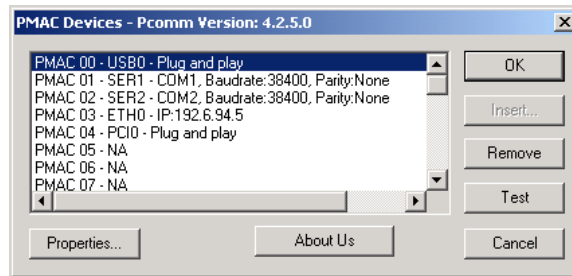 PMAC Devices - Pcomm Version: 4.2.5.0
PMAC 00 - USB0 - Plug and play
PMAC 01 - SER1 - COM1, Baudrate:38400, Parity:None
PMAC 02 - SER2 - COM2, Baudrate:38400, Parity:None
PMAC 03 - ETH0 - IP:192.6.94.5
PMAC 04 - PCI0 - Plug and play
PMAC 05 - NA
PMAC 06 - NA
PMAC 07 - NA
OK
Insert...
Remove
Test
Properties...
About Us
Cancel